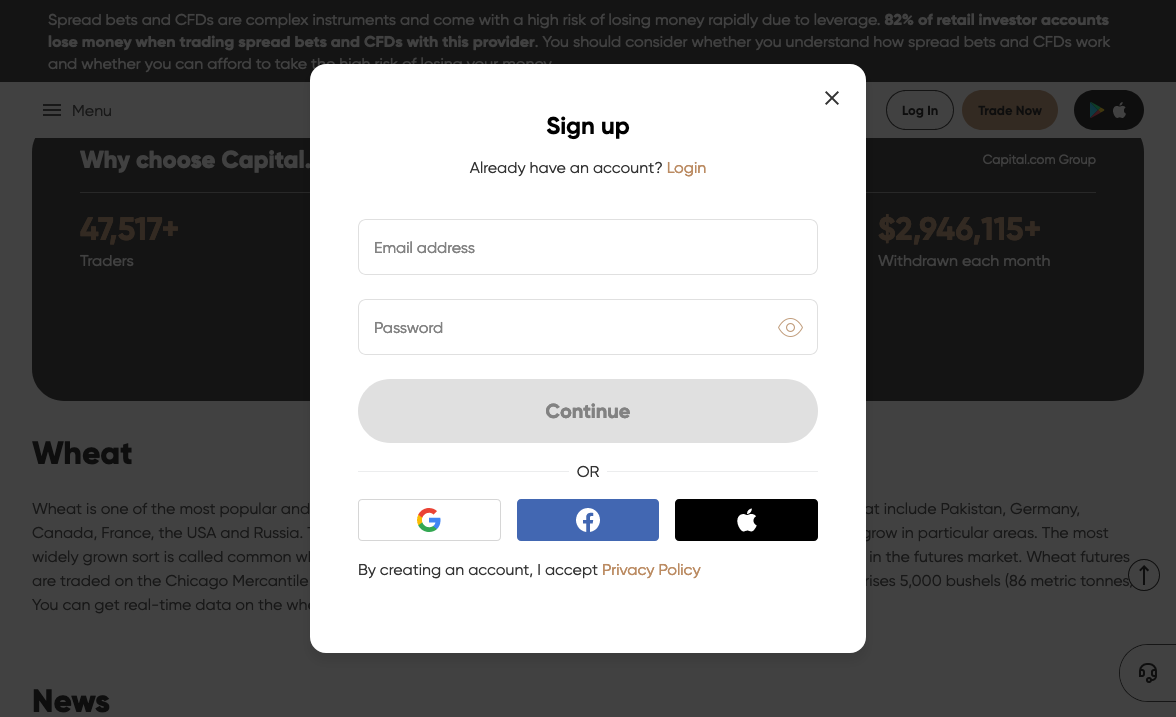 Spread bets and CFDs are complex instruments and come with a high risk of losing money rapidly due to leverage. 82% of retail investor accounts
lose money when trading spread bets and CFDs with this provider. You should consider whether you understand how spread bets and CFDs work
and whether you can afford to take the high risk of losing your money.
Menu
Log In
Trade Now
Sign up
Already have an account? Login
Why choose Capital.
Capital.com Group
47,517+
Traders
$2,946,115+
Withdrawn each month
Email address
Password
Continue
OR
By creating an account, I accept Privacy Policy
Wheat
Wheat is one of the most popular and
at include Pakistan, Germany,
Canada, France, the USA and Russia.
grow in particular areas. The most
widely grown sort is called common
in the futures market. Wheat futures
are traded on the Chicago Mercantile
rises 5,000 bushels (86 metric tonnes)
You can get real-time data on the
News